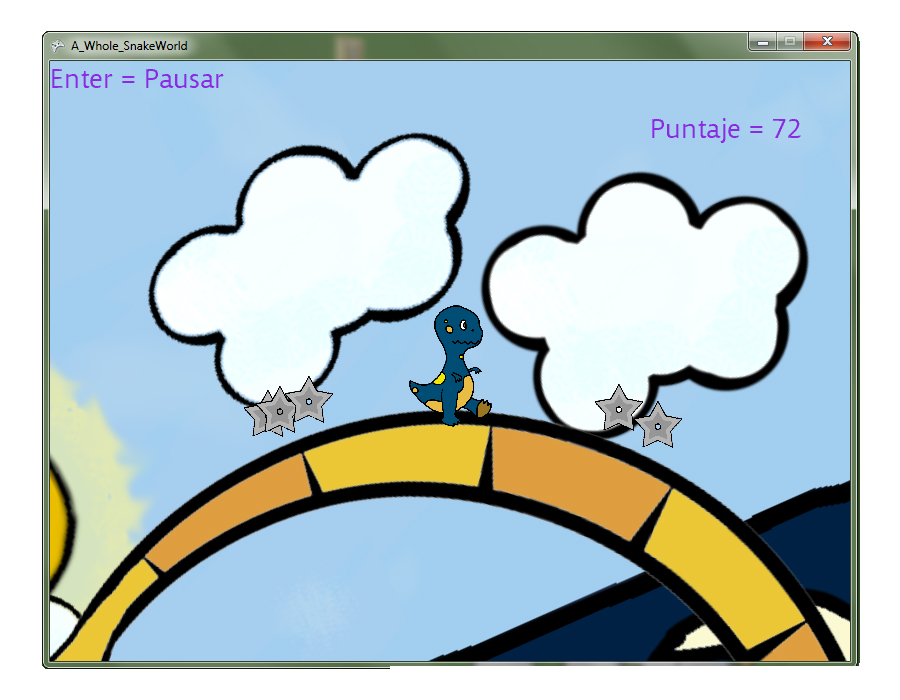 A_Whole_SnakeWorld
Enter = Pausar
Puntaje = 72